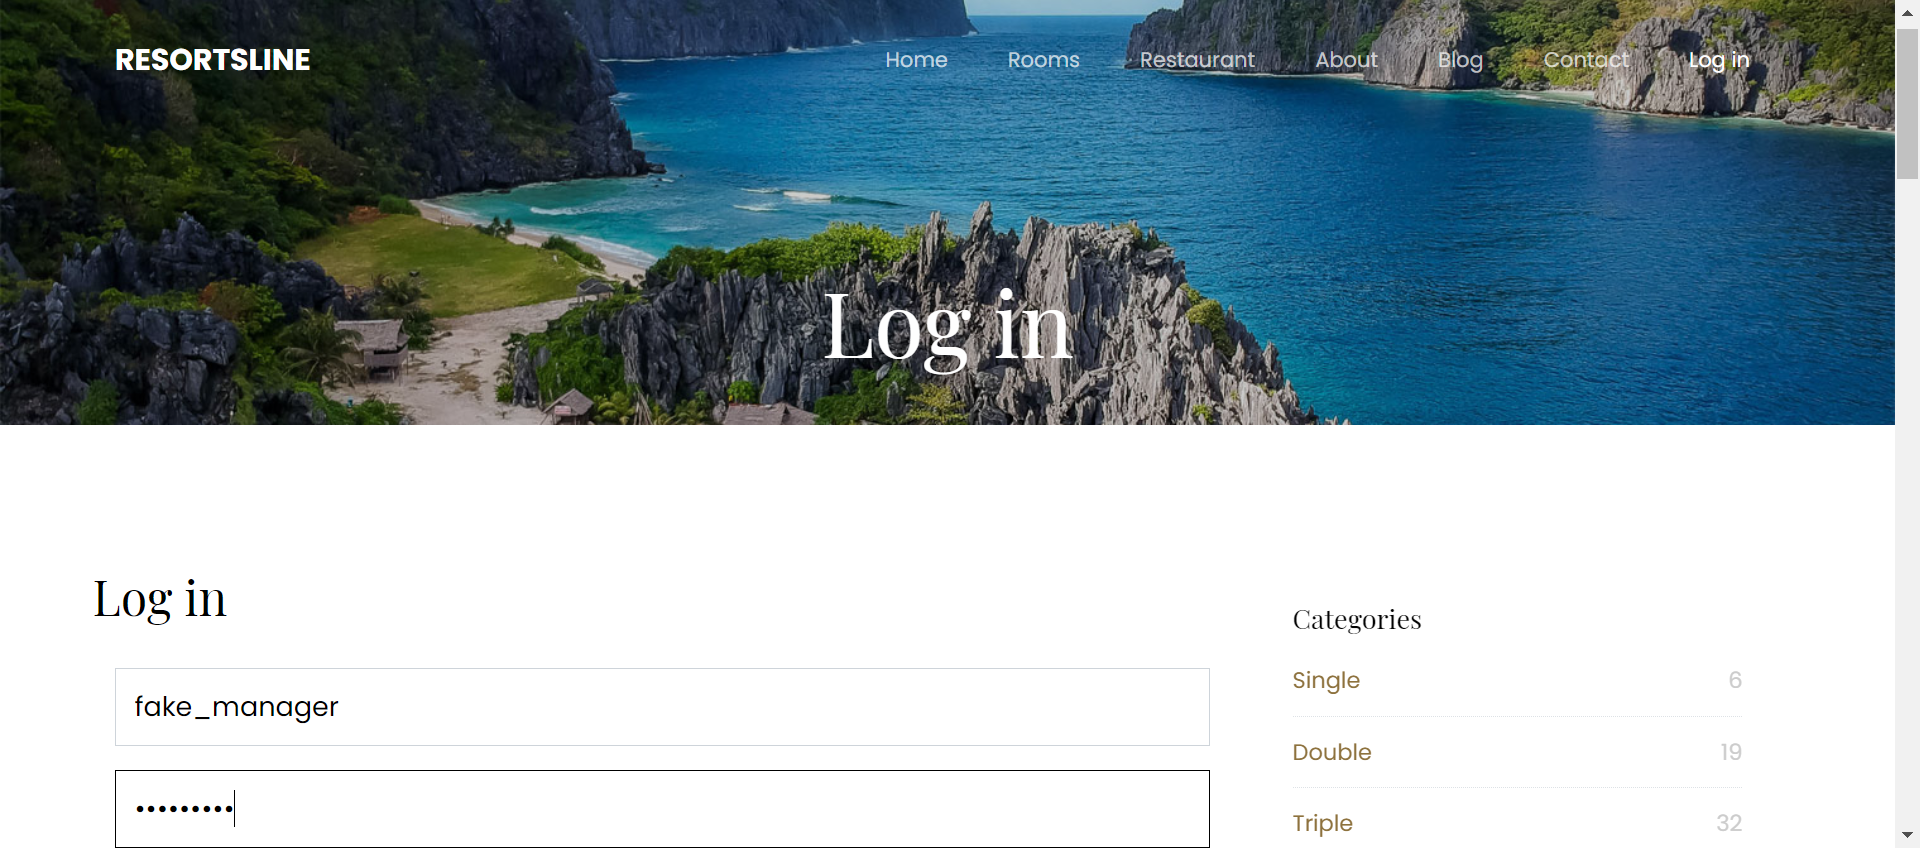 RESORTSLINE
Home Rooms Restaurant About Blog Contact Log in
Log in
Log in
fake_manager
•••••••••
Categories
Single 6
Double 19
Triple 32